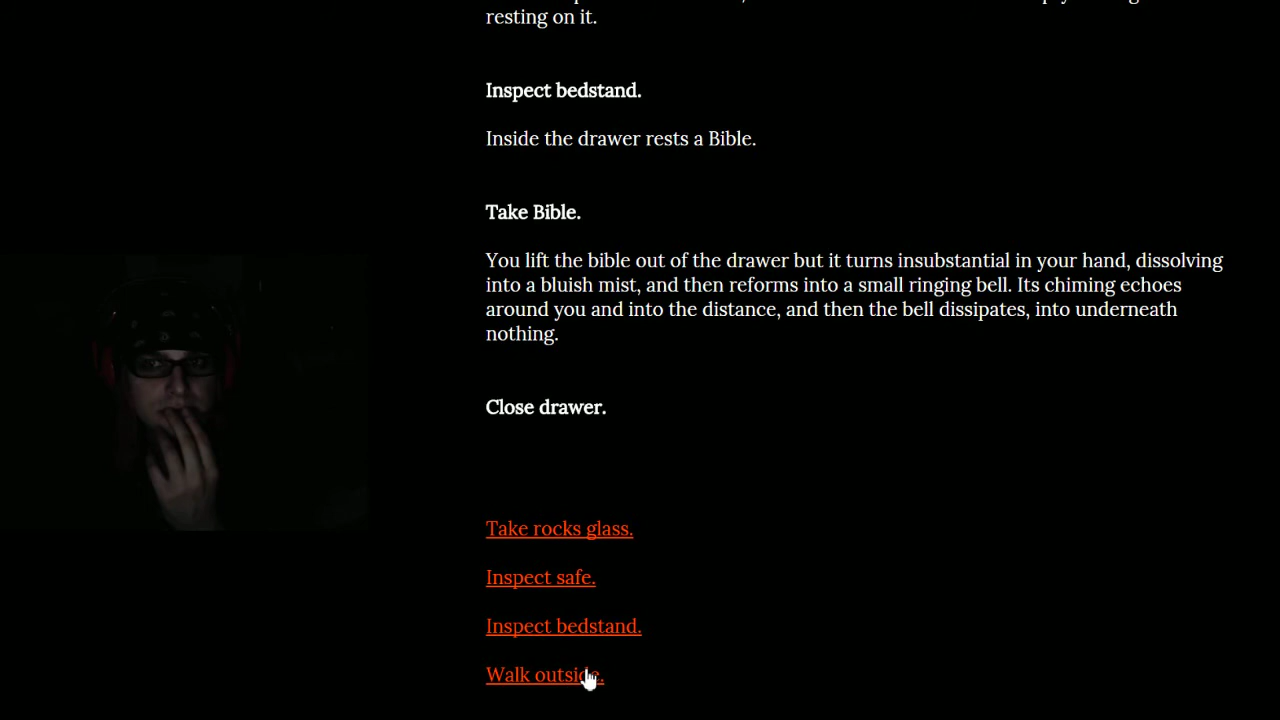 resting on it.
Inspect bedstand.
Inside the drawer rests a Bible.
Take Bible.
You lift the bible out of the drawer but it turns insubstantial in your hand, dissolving
into a bluish mist, and then reforms into a small ringing bell. Its chiming echoes
around you and into the distance, and then the bell dissipates, into underneath
nothing.
Close drawer.
Take rocks glass.
Inspect safe.
Inspect bedstand.
Walk outside.